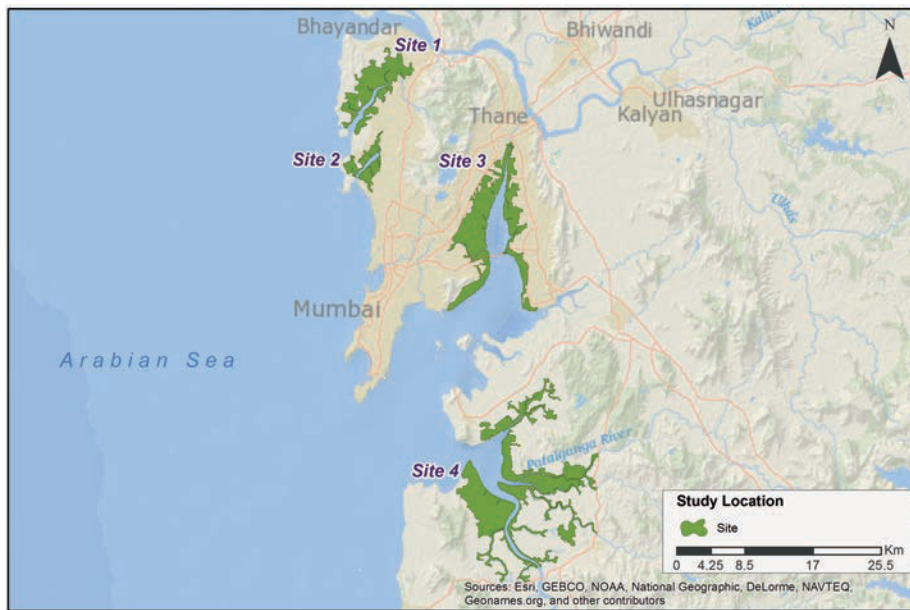 Bhayandar
Bhiwandi
N
Site 1
Thane
Ulhasnagar
Kalyan
Site 2
Site 3
Ulhas
Mumbai
Arabian Sea
Patalganga River
Site 4
Study Location
Site
Km
0 4.25 8.5 17 25.5
Sources: Esri, GEBCO, NOAA, National Geographic, DeLorme, NAVTEQ,
Geonames.org, and other contributors